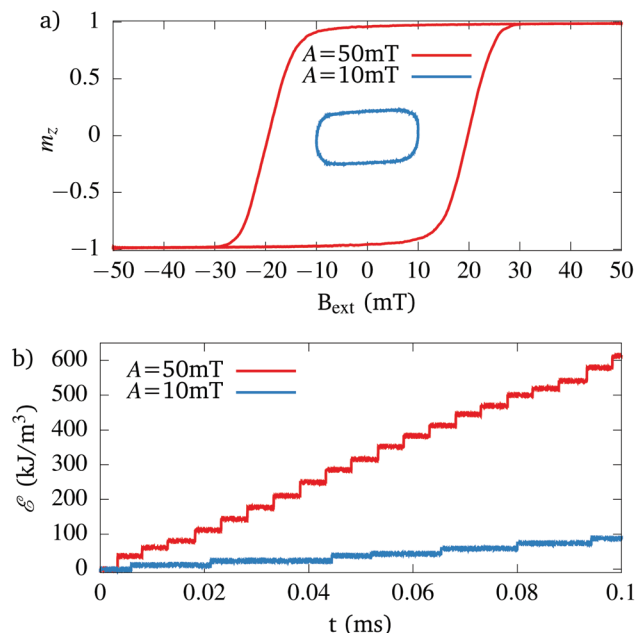 a)
1
0.5
0
−0.5
−1
m_z
A=50mT
A=10mT
−50 −40 −30 −20 −10 0 10 20 30 40 50
B_ext (mT)
b)
600
500
400
300
200
100
0
ℰ (kJ/m³)
A=50mT
A=10mT
0 0.02 0.04 0.06 0.08 0.1
t (ms)